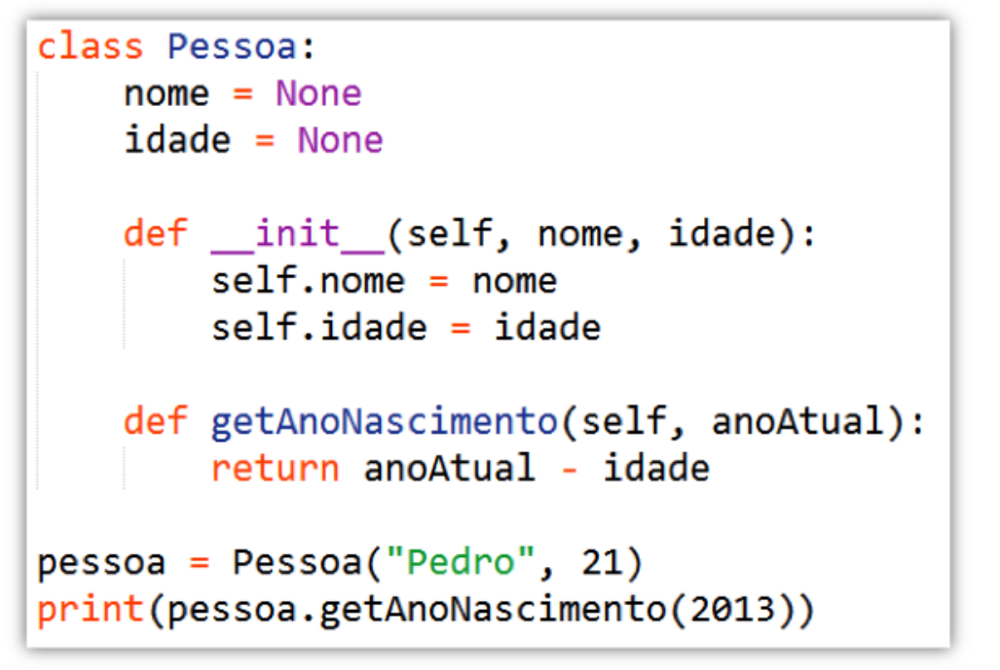 class Pessoa:
    nome = None
    idade = None
    def __init__(self, nome, idade):
        self.nome = nome
        self.idade = idade
    def getAnoNascimento(self, anoAtual):
        return anoAtual - idade
pessoa = Pessoa("Pedro", 21)
print(pessoa.getAnoNascimento(2013))